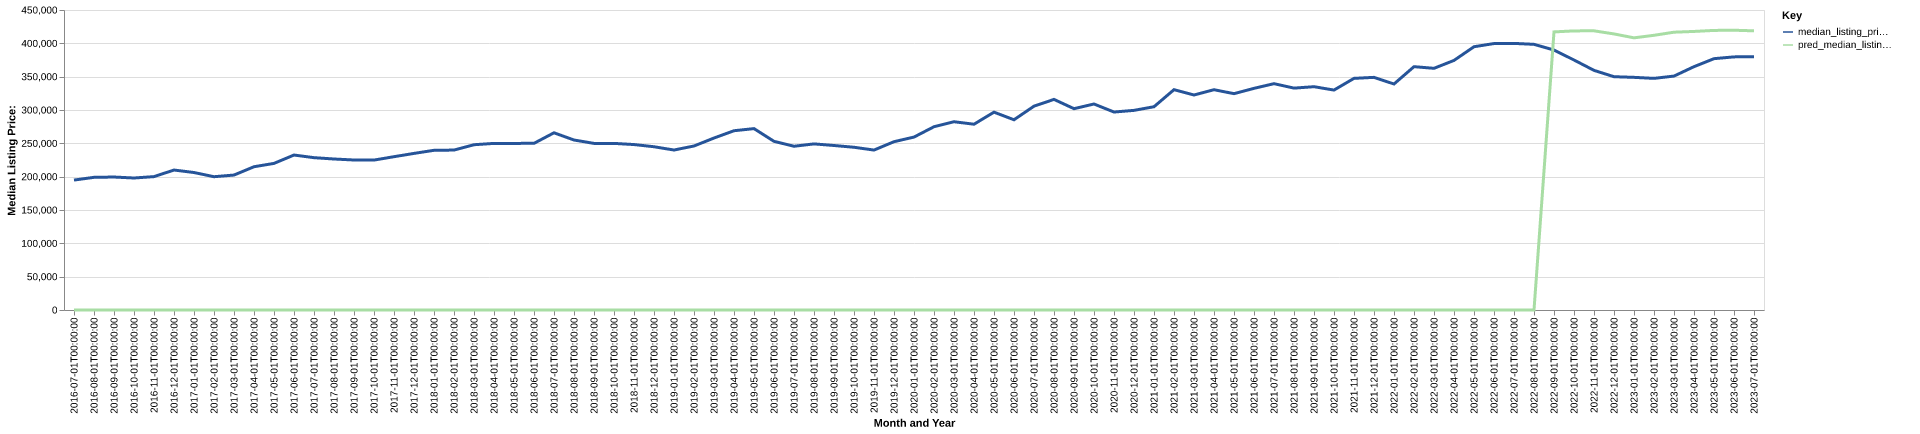 450,000
400,000
350,000
300,000
250,000
200,000
150,000
100,000
50,000
0
Median Listing Price:
2016-07-01T00:00:00
2016-08-01T00:00:00
2016-09-01T00:00:00
2016-10-01T00:00:00
2016-11-01T00:00:00
2016-12-01T00:00:00
2017-01-01T00:00:00
2017-02-01T00:00:00
2017-03-01T00:00:00
2017-04-01T00:00:00
2017-05-01T00:00:00
2017-06-01T00:00:00
2017-07-01T00:00:00
2017-08-01T00:00:00
2017-09-01T00:00:00
2017-10-01T00:00:00
2017-11-01T00:00:00
2017-12-01T00:00:00
2018-01-01T00:00:00
2018-02-01T00:00:00
2018-03-01T00:00:00
2018-04-01T00:00:00
2018-05-01T00:00:00
2018-06-01T00:00:00
2018-07-01T00:00:00
2018-08-01T00:00:00
2018-09-01T00:00:00
2018-10-01T00:00:00
2018-11-01T00:00:00
2018-12-01T00:00:00
2019-01-01T00:00:00
2019-02-01T00:00:00
2019-03-01T00:00:00
2019-04-01T00:00:00
2019-05-01T00:00:00
2019-06-01T00:00:00
2019-07-01T00:00:00
2019-08-01T00:00:00
2019-09-01T00:00:00
2019-10-01T00:00:00
2019-11-01T00:00:00
2019-12-01T00:00:00
2020-01-01T00:00:00
2020-02-01T00:00:00
2020-03-01T00:00:00
2020-04-01T00:00:00
2020-05-01T00:00:00
2020-06-01T00:00:00
2020-07-01T00:00:00
2020-08-01T00:00:00
2020-09-01T00:00:00
2020-10-01T00:00:00
2020-11-01T00:00:00
2020-12-01T00:00:00
2021-01-01T00:00:00
2021-02-01T00:00:00
2021-03-01T00:00:00
2021-04-01T00:00:00
2021-05-01T00:00:00
2021-06-01T00:00:00
2021-07-01T00:00:00
2021-08-01T00:00:00
2021-09-01T00:00:00
2021-10-01T00:00:00
2021-11-01T00:00:00
2021-12-01T00:00:00
2022-01-01T00:00:00
2022-02-01T00:00:00
2022-03-01T00:00:00
2022-04-01T00:00:00
2022-05-01T00:00:00
2022-06-01T00:00:00
2022-07-01T00:00:00
2022-08-01T00:00:00
2022-09-01T00:00:00
2022-10-01T00:00:00
2022-11-01T00:00:00
2022-12-01T00:00:00
2023-01-01T00:00:00
2023-02-01T00:00:00
2023-03-01T00:00:00
2023-04-01T00:00:00
2023-05-01T00:00:00
2023-06-01T00:00:00
2023-07-01T00:00:00
Month and Year
Key
median_listing_pri…
pred_median_listin…